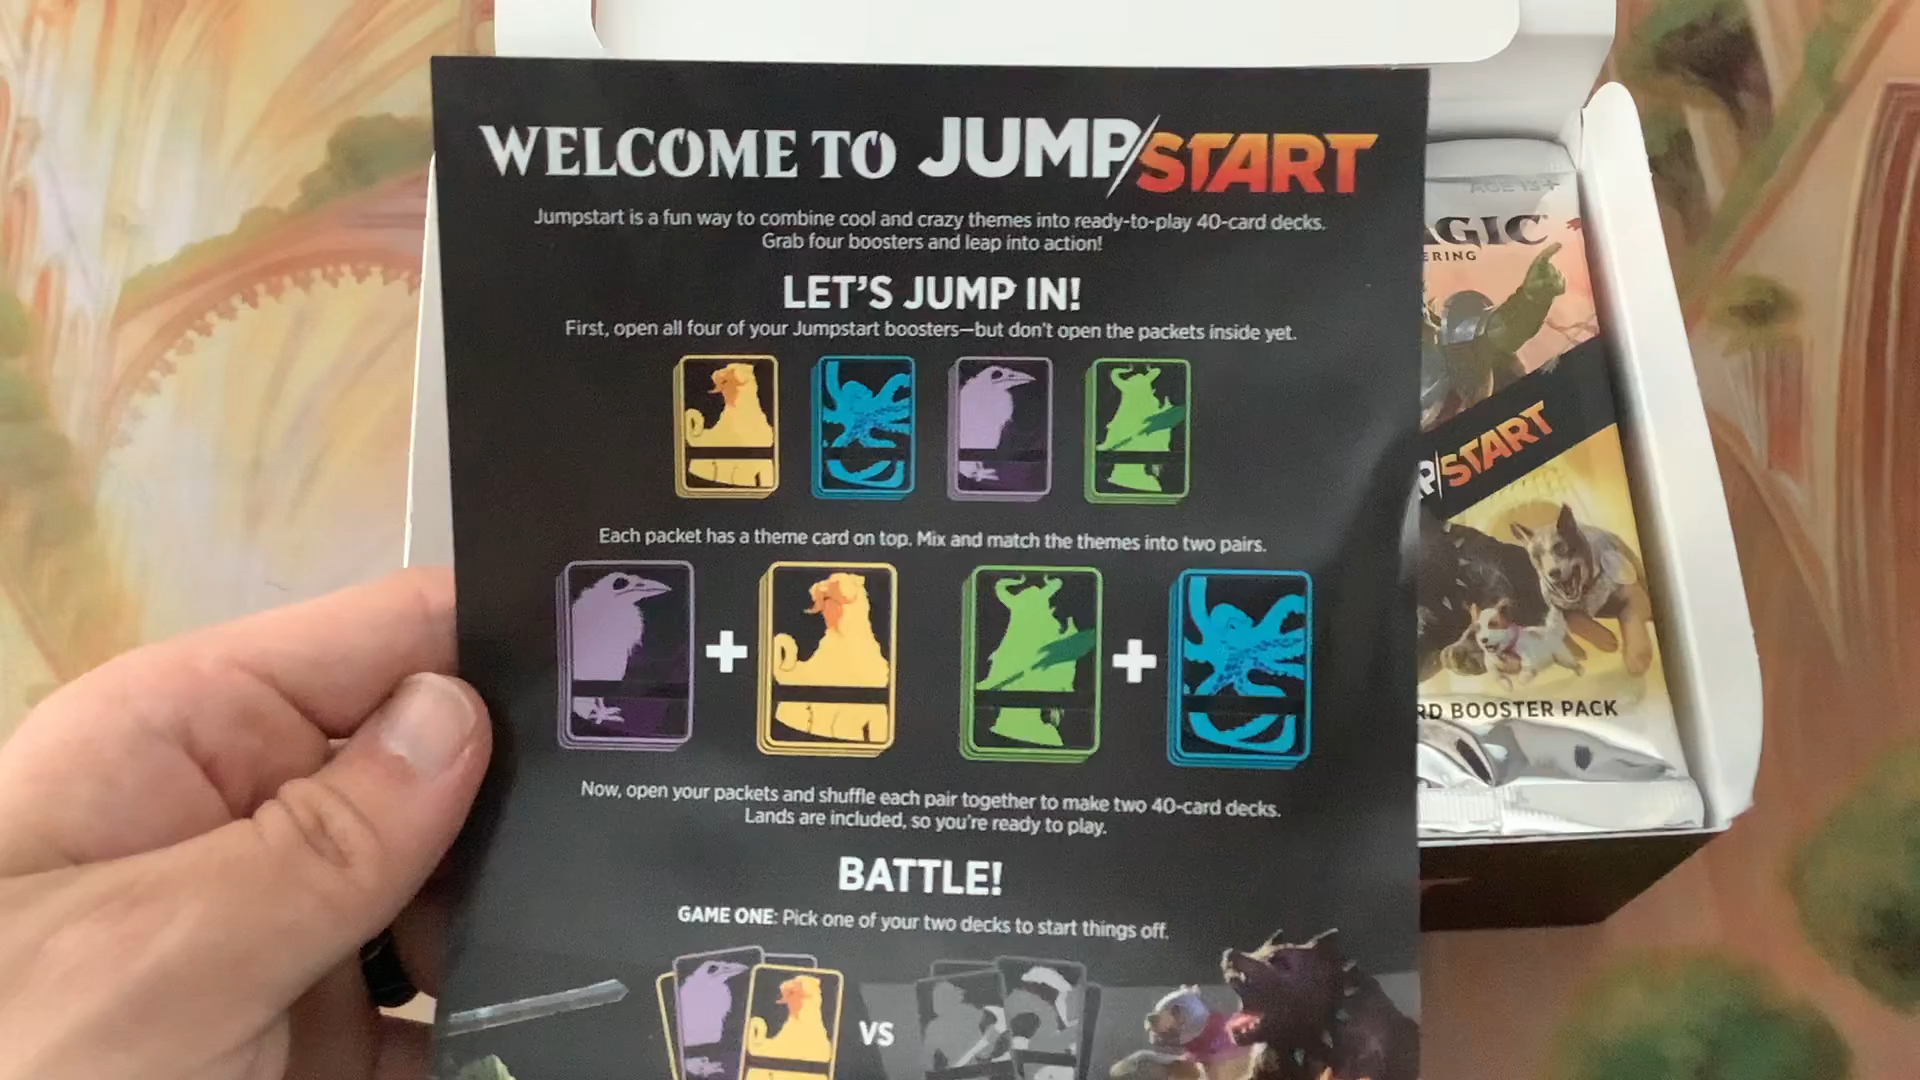 WELCOME TO JUMP/START
Jumpstart is a fun way to combine cool and crazy themes into ready-to-play 40-card decks.
Grab four boosters and leap into action!
LET'S JUMP IN!
First, open all four of your Jumpstart boosters—but don't open the packets inside yet.
Each packet has a theme card on top. Mix and match the themes into two pairs.
Now, open your packets and shuffle each pair together to make two 40-card decks.
Lands are included, so you're ready to play.
BATTLE!
GAME ONE: Pick one of your two decks to start things off.
VS
AGE 13+
AGIC
ERING
P/START
RD BOOSTER PACK